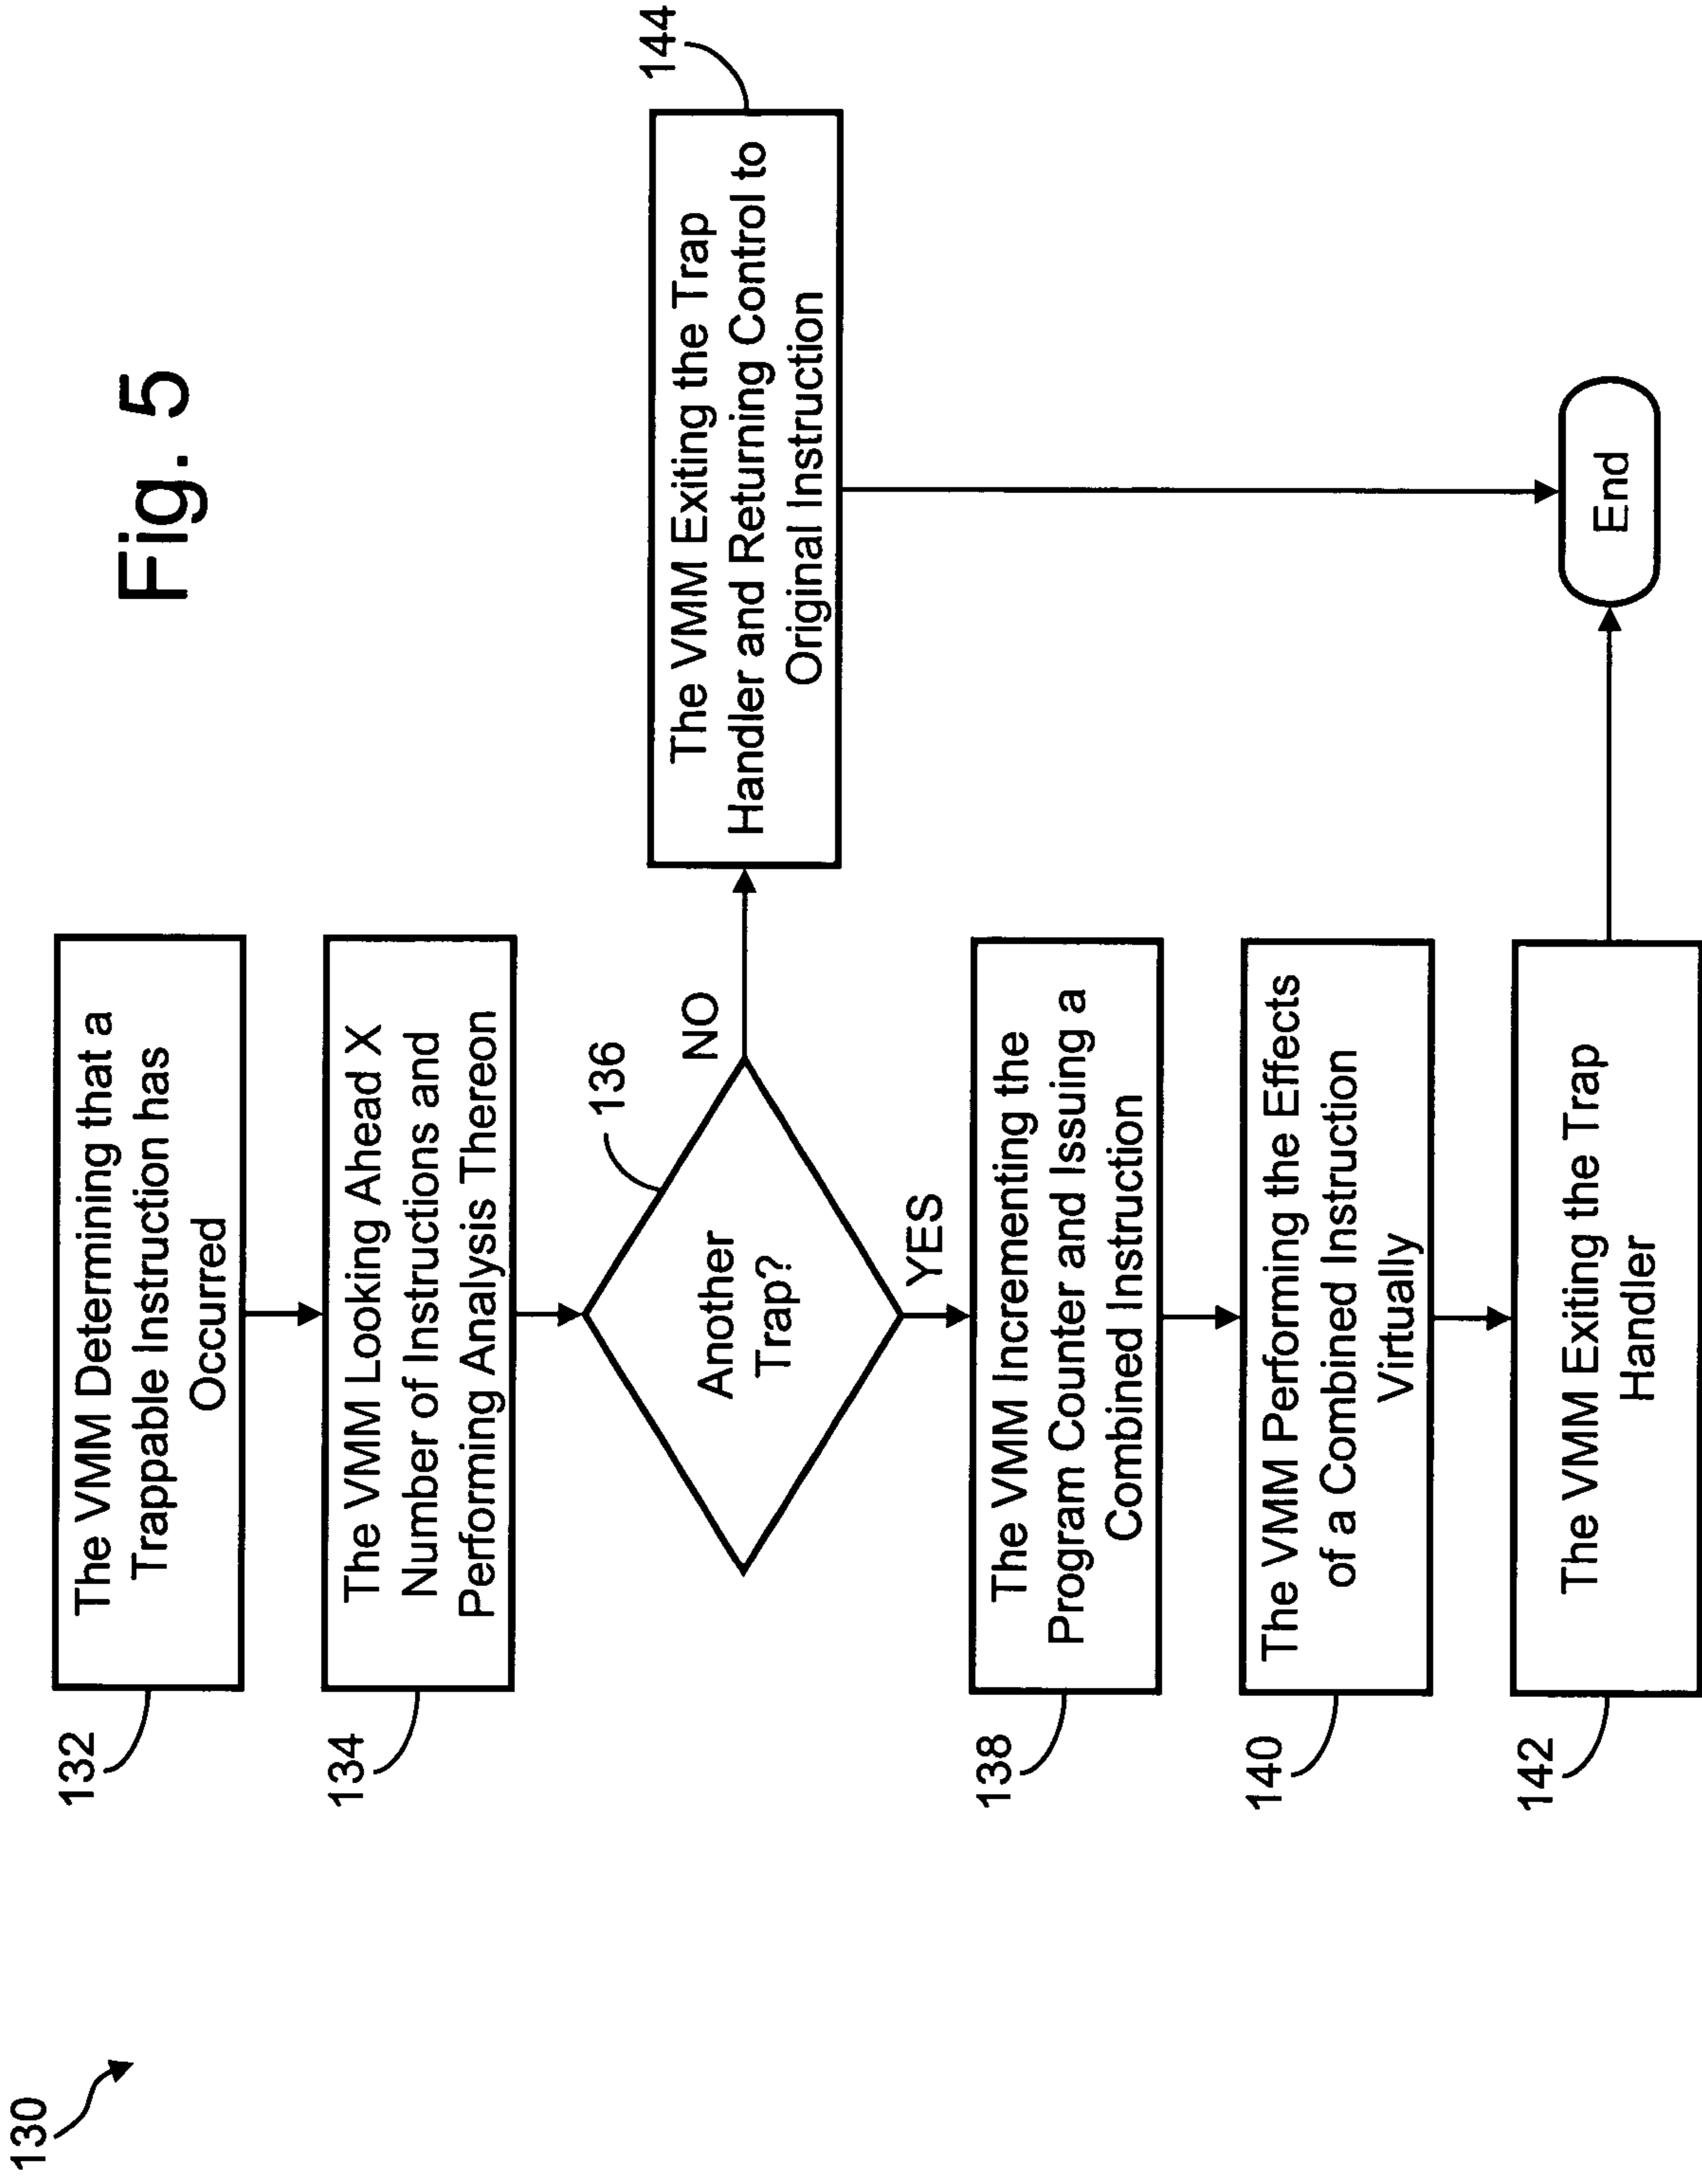 130
Fig. 5
132
The VMM Determining that a
Trappable Instruction has
Occurred
134
The VMM Looking Ahead X
Number of Instructions and
Performing Analysis Thereon
136
Another
Trap?
NO
144
The VMM Exiting the Trap
Handler and Returning Control to
Original Instruction
YES
138
The VMM Incrementing the
Program Counter and Issuing a
Combined Instruction
140
The VMM Performing the Effects
of a Combined Instruction
Virtually
142
The VMM Exiting the Trap
Handler
End